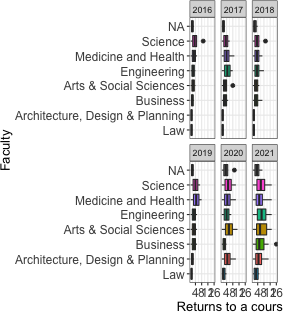 2016 2017 2018
NA
Science
Medicine and Health
Engineering
Arts & Social Sciences
Business
Architecture, Design & Planning
Law
Faculty
2019 2020 2021
NA
Science
Medicine and Health
Engineering
Arts & Social Sciences
Business
Architecture, Design & Planning
Law
Returns to a cours